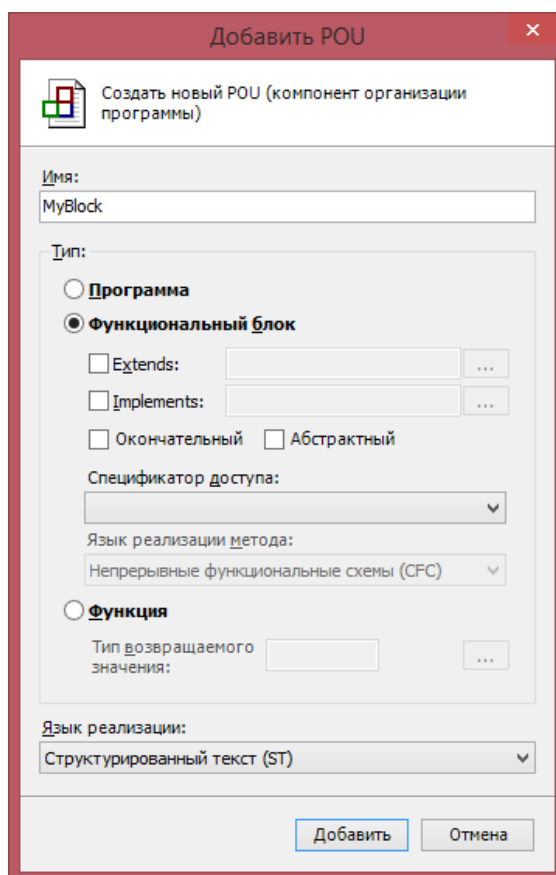 Добавить POU
Создать новый POU (компонент организации
программы)
Имя:
MyBlock
Тип:
Программа
Функциональный блок
Extends:
...
Implements:
...
Окончательный Абстрактный
Спецификатор доступа:
Язык реализации метода:
Непрерывные функциональные схемы (CFC)
Функция
Тип возвращаемого
значения:
...
Язык реализации:
Структурированный текст (ST)
Добавить Отмена